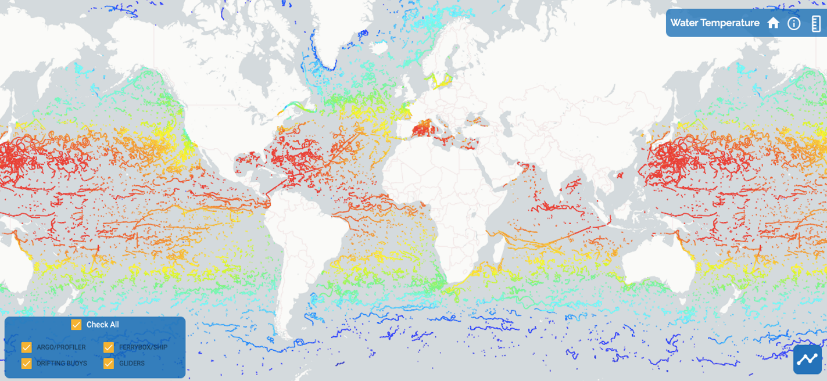 Water Temperature
Check All
ARGO/PROFILER
FERRYBOX/SHIP
DRIFTING BUOYS
GLIDERS